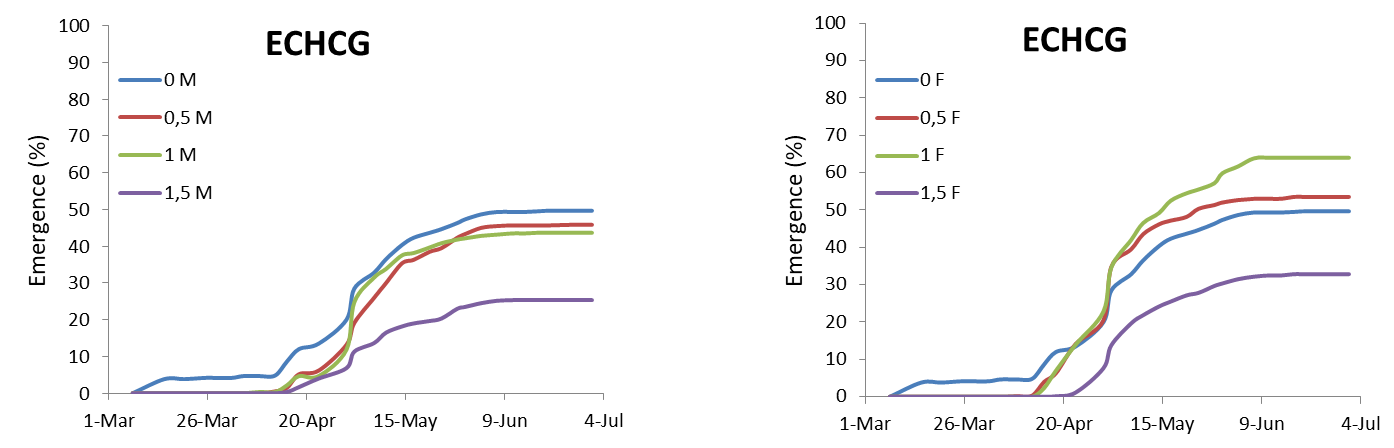 ECHCG
100
90
80
70
60
50
40
30
20
10
0
Emergence (%)
0 M
0,5 M
1 M
1,5 M
1-Mar 26-Mar 20-Apr 15-May 9-Jun 4-Jul
ECHCG
100
90
80
70
60
50
40
30
20
10
0
Emergence (%)
0 F
0,5 F
1 F
1,5 F
1-Mar 26-Mar 20-Apr 15-May 9-Jun 4-Jul